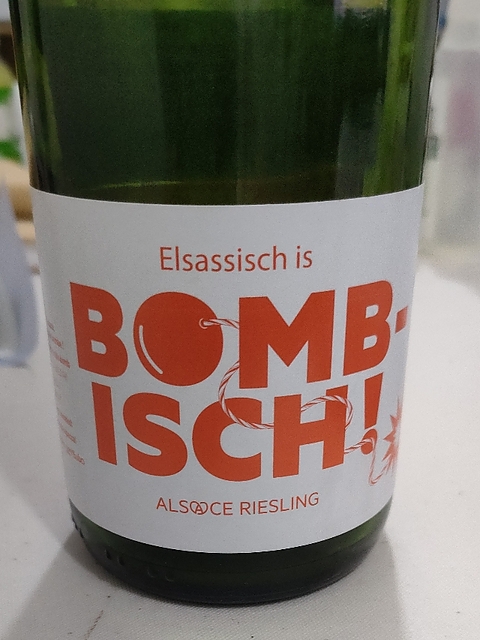 Elsassisch is
BOMB-
ISCH!
ALSACE RIESLING